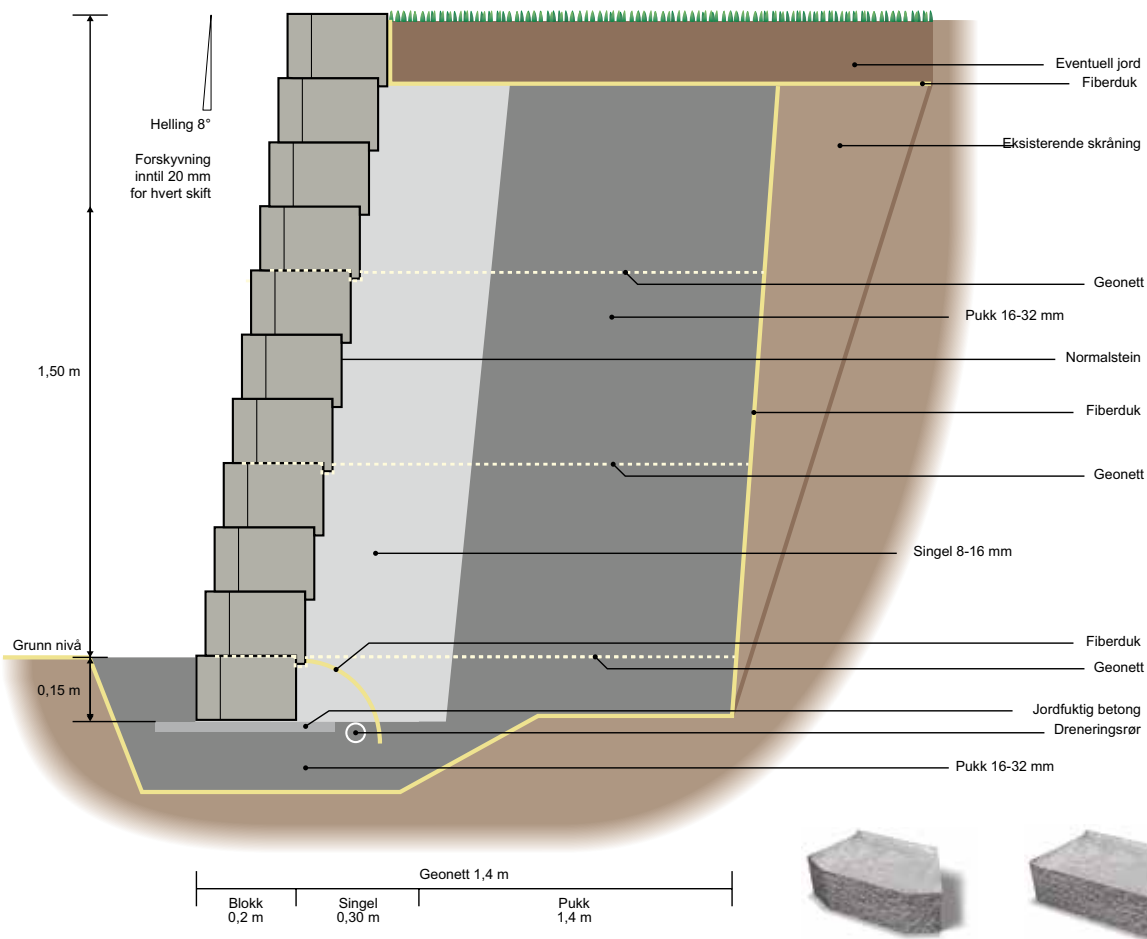 Eventuell jord
Fiberduk
Helling 8°
Forskyvning
inntil 20 mm
for hvert skift
Eksisterende skråning
Geonett
Pukk 16-32 mm
Normalstein
1,50 m
Fiberduk
Geonett
Singel 8-16 mm
Grunn nivå
Fiberduk
Geonett
0,15 m
Jordfuktig betong
Dreneringsrør
Pukk 16-32 mm
Geonett 1,4 m
Blokk
0,2 m
Singel
0,30 m
Pukk
1,4 m